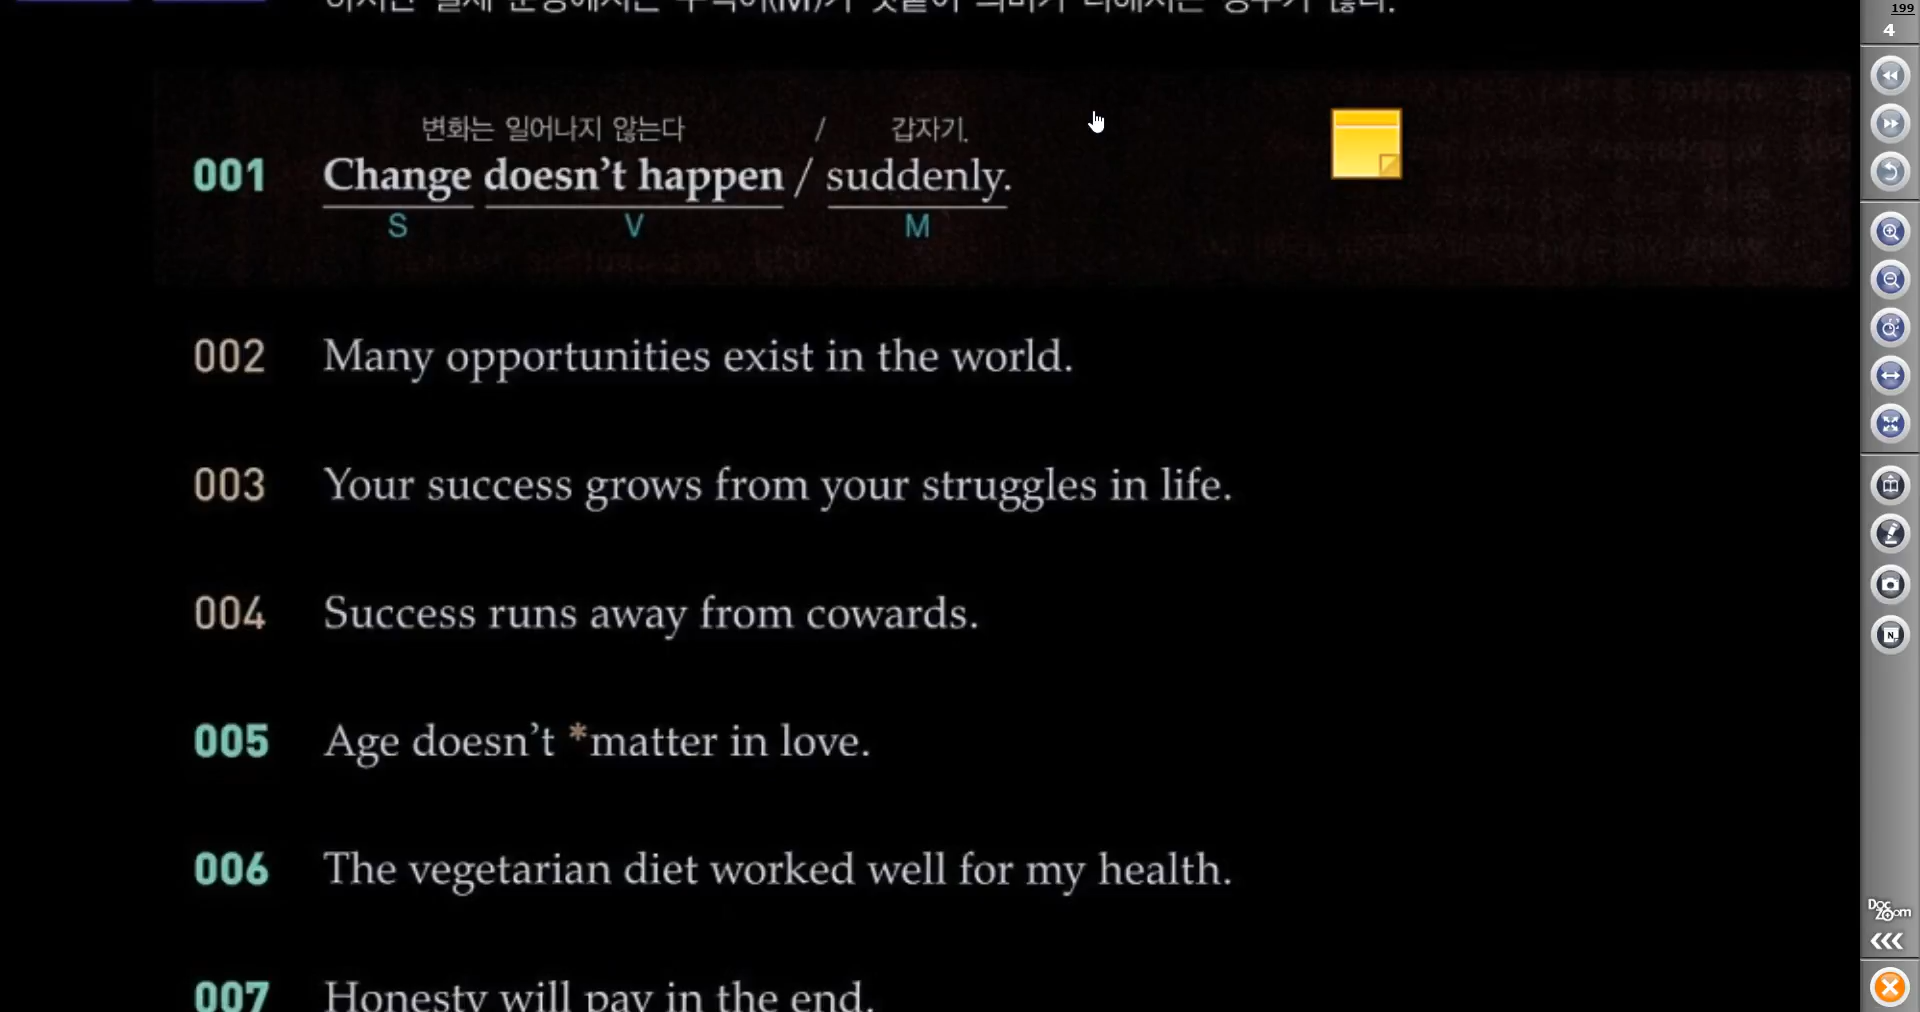 199
4
변화는 일어나지 않는다 / 갑자기.
001 Change doesn't happen / suddenly.
S V M
002 Many opportunities exist in the world.
003 Your success grows from your struggles in life.
004 Success runs away from cowards.
005 Age doesn't *matter in love.
006 The vegetarian diet worked well for my health.
007 Honesty will pay in the end.
Doc
Zoom